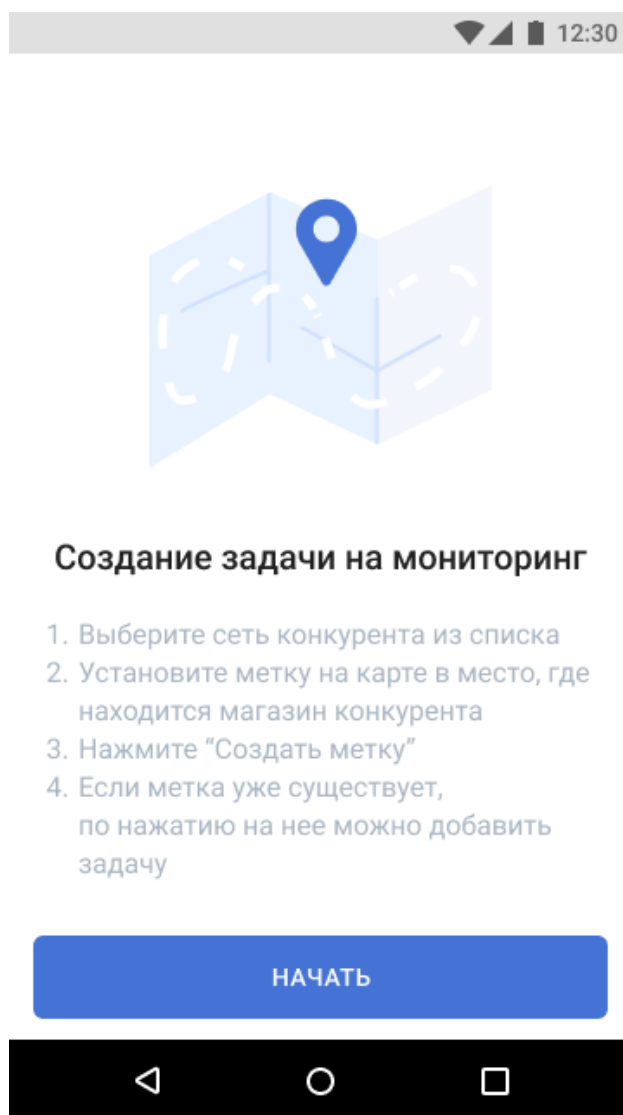 12:30
Создание задачи на мониторинг
1. Выберите сеть конкурента из списка
2. Установите метку на карте в место, где
находится магазин конкурента
3. Нажмите “Создать метку”
4. Если метка уже существует,
по нажатию на нее можно добавить
задачу
НАЧАТЬ